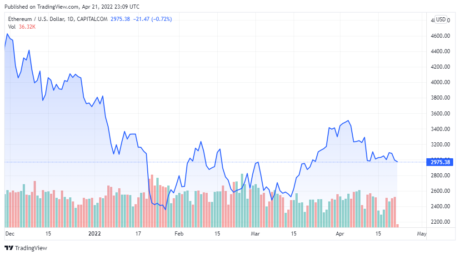 Published on TradingView.com, Apr 21, 2022 23:09 UTC
Ethereum / U.S. Dollar, 1D, CAPITALCOM 2975.38 -21.47 (-0.72%)
Vol 36.32K
USD
4800.00
4600.00
4200.00
3800.00
3600.00
3400.00
3200.00
2975.38
2800.00
2600.00
2400.00
2200.00
Dec 15 2022 17 Feb 15 Mar 15 Apr 15 May
TradingView